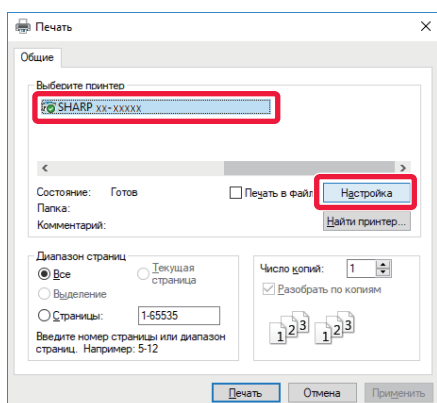 Печать
Общие
Выберите принтер
SHARP xx-xxxxx
Состояние: Готов
Печать в файл
Настройка
Папка:
Комментарий:
Найти принтер...
Диапазон страниц
Все
Текущая страница
Выделение
Страницы: 1-65535
Введите номер страницы или диапазон
страниц. Например: 5-12
Число копий: 1
Разобрать по копиям
1 2 3 1 2 3
Печать
Отмена
Применить